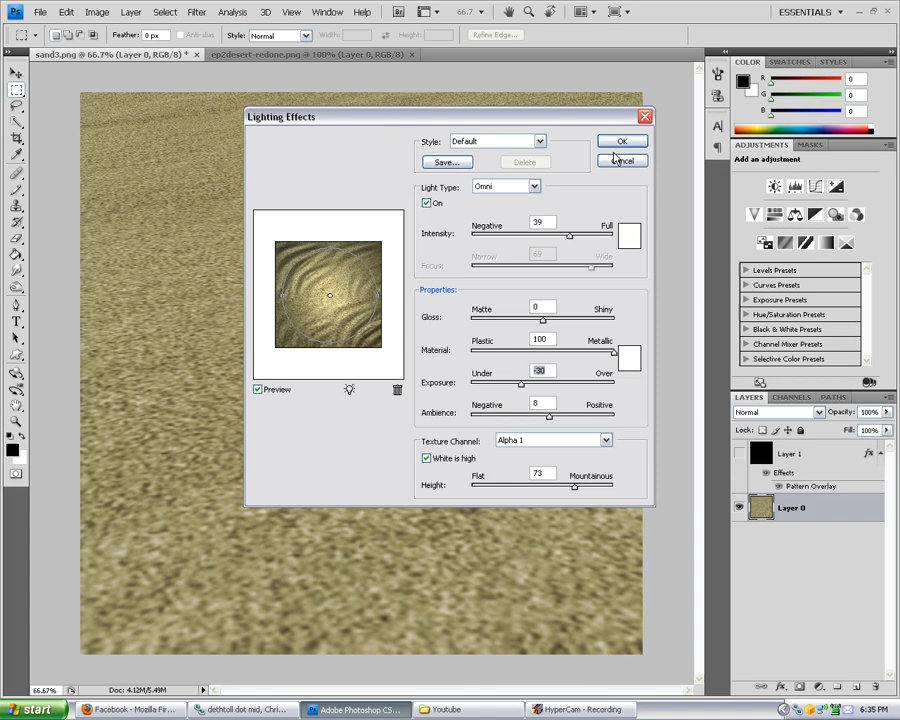 Ps File Edit Image Layer Select Filter Analysis 3D View Window Help Br 66.7 ESSENTIALS
Feather: 0 px Anti-alias Style: Normal Width: Height: Refine Edge...
sand3.png @ 66.7% (Layer 0, RGB/8) * × ep2desert-redone.png @ 100% (Layer 0, RGB/8) ×
Lighting Effects
Style: Default OK
Save... Delete Cancel
Light Type: Omni
On
Intensity: Negative 39 Full
Focus: Narrow 69 Wide
Properties:
Gloss: Matte 0 Shiny
Material: Plastic 100 Metallic
Exposure: Under -30 Over
Ambience: Negative 8 Positive
Preview
Texture Channel: Alpha 1
White is high
Height: Flat 73 Mountainous
COLOR SWATCHES STYLES
R 0
G 0
B 0
ADJUSTMENTS MASKS
Add an adjustment
Levels Presets
Curves Presets
Exposure Presets
Hue/Saturation Presets
Black & White Presets
Channel Mixer Presets
Selective Color Presets
LAYERS CHANNELS PATHS
Normal Opacity: 100%
Lock: Fill: 100%
Layer 1 fx
Effects
Pattern Overlay
Layer 0
66.67% Doc: 4.12M/5.49M
start Facebook - Mozilla Fir... dethtoll dot mid, Chri... Adobe Photoshop CS... Youtube HyperCam - Recording 6:35 PM